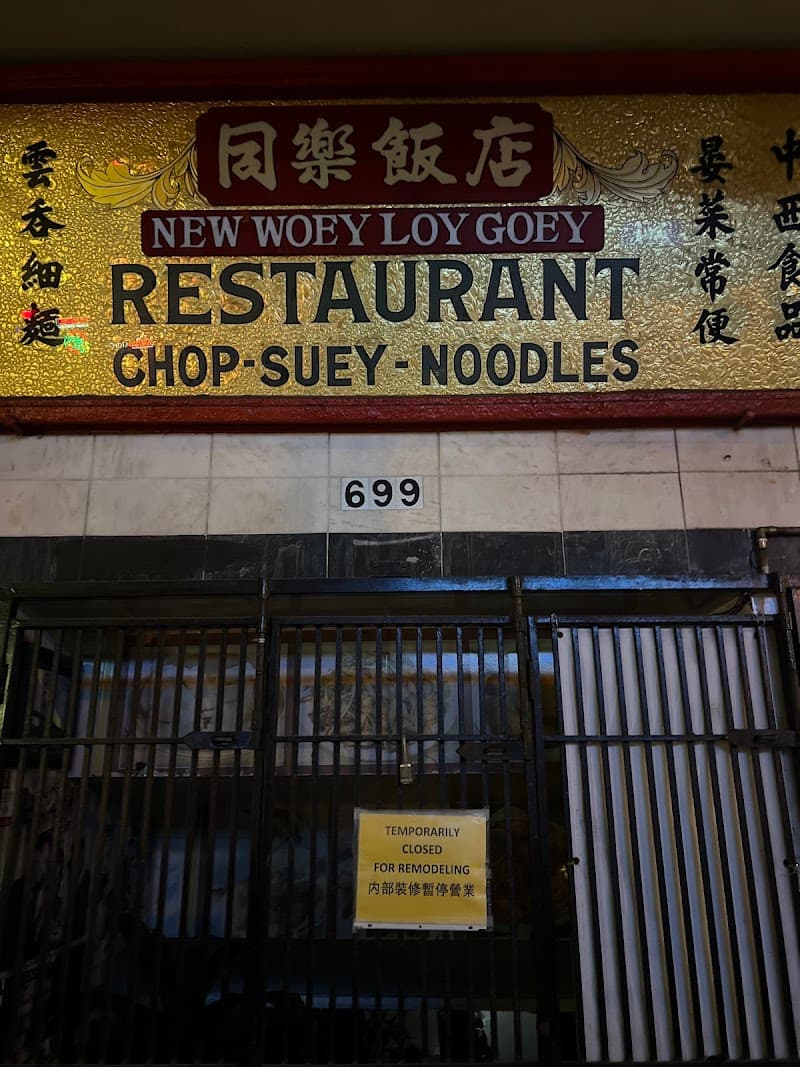 同樂飯店
NEW WOEY LOY GOEY
RESTAURANT
CHOP-SUEY-NOODLES
雲吞細麵
晏菜常便
中西食品
699
TEMPORARILY
CLOSED
FOR REMODELING
内部裝修暫停營業